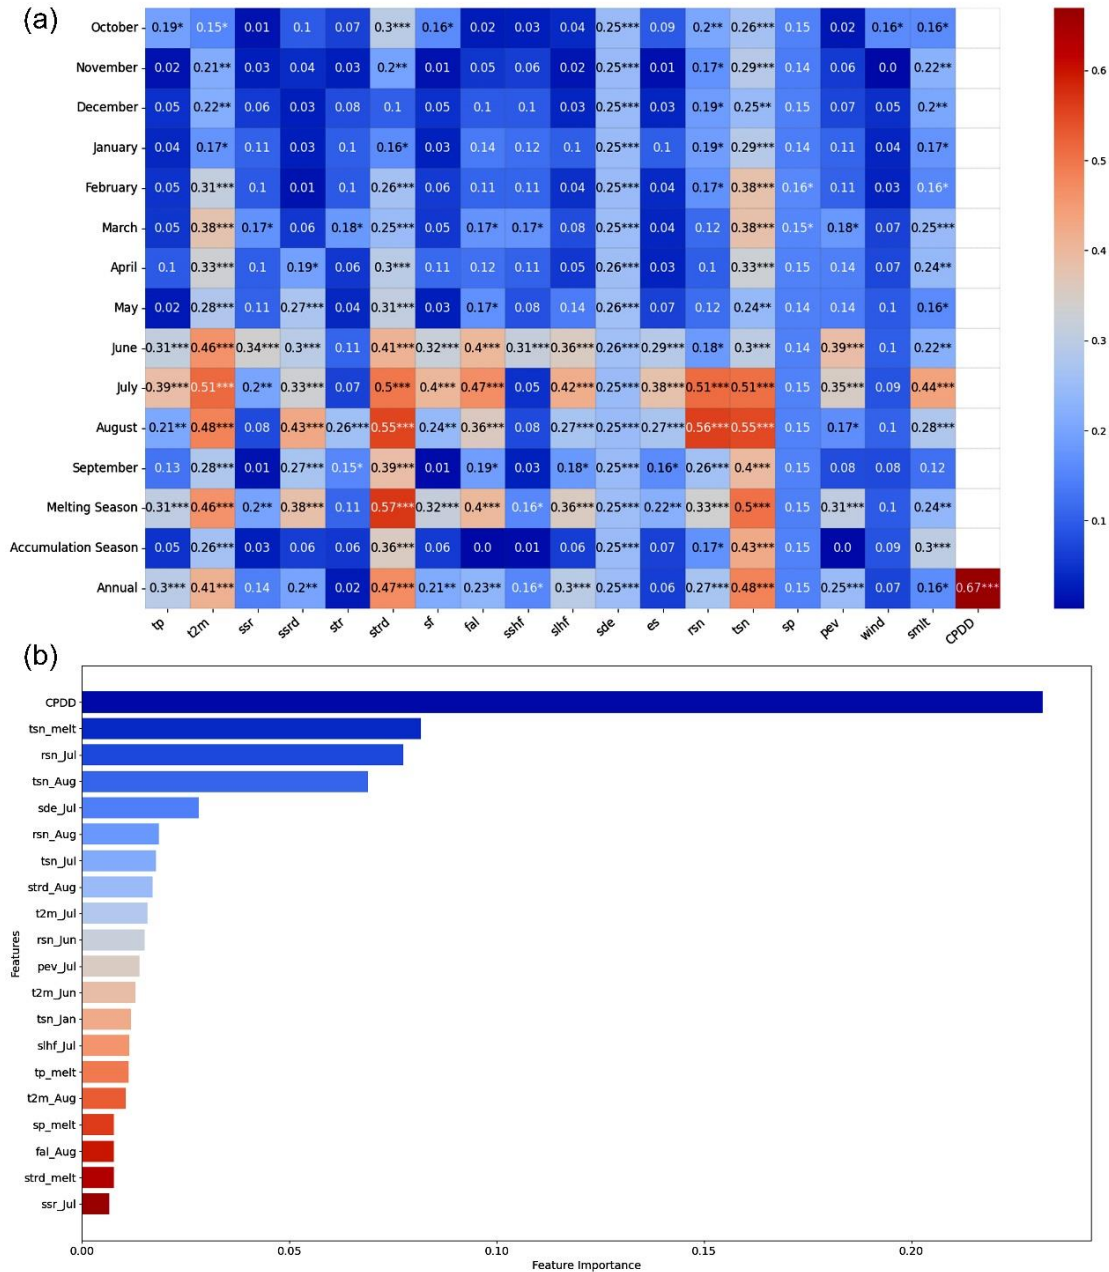 (a)
October 0.19* 0.15* 0.01 0.1 0.07 0.3*** 0.16* 0.02 0.03 0.04 0.25*** 0.09 0.2** 0.26*** 0.15 0.02 0.16* 0.16*
November 0.02 0.21** 0.03 0.04 0.03 0.2** 0.01 0.05 0.06 0.02 0.25*** 0.01 0.17* 0.29*** 0.14 0.06 0.0 0.22**
December 0.05 0.22** 0.06 0.03 0.08 0.1 0.05 0.1 0.1 0.03 0.25*** 0.03 0.19* 0.25** 0.15 0.07 0.05 0.2**
January 0.04 0.17* 0.11 0.03 0.1 0.16* 0.03 0.14 0.12 0.1 0.25*** 0.1 0.19* 0.29*** 0.14 0.11 0.04 0.17*
February 0.05 0.31*** 0.1 0.01 0.1 0.26*** 0.06 0.11 0.11 0.04 0.25*** 0.04 0.17* 0.38*** 0.16* 0.11 0.03 0.16*
March 0.05 0.38*** 0.17* 0.06 0.18* 0.25*** 0.05 0.17* 0.17* 0.08 0.25*** 0.04 0.12 0.38*** 0.15* 0.18* 0.07 0.25***
April 0.1 0.33*** 0.1 0.19* 0.06 0.3*** 0.11 0.12 0.11 0.05 0.26*** 0.03 0.1 0.33*** 0.15 0.14 0.07 0.24**
May 0.02 0.28*** 0.11 0.27*** 0.04 0.31*** 0.03 0.17* 0.08 0.14 0.26*** 0.07 0.12 0.24** 0.14 0.14 0.1 0.16*
June 0.31*** 0.46*** 0.34*** 0.3*** 0.11 0.41*** 0.32*** 0.4*** 0.31*** 0.36*** 0.26*** 0.29*** 0.18* 0.3*** 0.14 0.39*** 0.1 0.22**
July 0.39*** 0.51*** 0.2** 0.33*** 0.07 0.5*** 0.4*** 0.47*** 0.05 0.42*** 0.25*** 0.38*** 0.51*** 0.51*** 0.15 0.35*** 0.09 0.44***
August 0.21** 0.48*** 0.08 0.43*** 0.26*** 0.55*** 0.24** 0.36*** 0.08 0.27*** 0.25*** 0.27*** 0.56*** 0.55*** 0.15 0.17* 0.1 0.28***
September 0.13 0.28*** 0.01 0.27*** 0.15* 0.39*** 0.01 0.19* 0.03 0.18* 0.25*** 0.16* 0.26*** 0.4*** 0.15 0.08 0.08 0.12
Melting Season 0.31*** 0.46*** 0.2** 0.38*** 0.11 0.57*** 0.32*** 0.4*** 0.16* 0.36*** 0.25*** 0.22** 0.33*** 0.5*** 0.15 0.31*** 0.1 0.24**
Accumulation Season 0.05 0.26*** 0.03 0.06 0.06 0.36*** 0.06 0.0 0.01 0.06 0.25*** 0.07 0.17* 0.43*** 0.15 0.0 0.09 0.3***
Annual 0.3*** 0.41*** 0.14 0.2** 0.02 0.47*** 0.21** 0.23** 0.16* 0.3*** 0.25*** 0.06 0.27*** 0.48*** 0.15 0.25*** 0.07 0.16* 0.67***
tp t2m ssr ssrd str strd sf fal sshf slhf sde es rsn tsn sp pev wind smlt CPDD
0.6
0.5
0.4
0.3
0.2
0.1
(b)
Features
CPDD
tsn_melt
rsn_Jul
tsn_Aug
sde_Jul
rsn_Aug
tsn_Jul
strd_Aug
t2m_Jul
rsn_Jun
pev_Jul
t2m_Jun
tsn_Jan
slhf_Jul
tp_melt
t2m_Aug
sp_melt
fal_Aug
strd_melt
ssr_Jul
0.00 0.05 0.10 0.15 0.20
Feature Importance